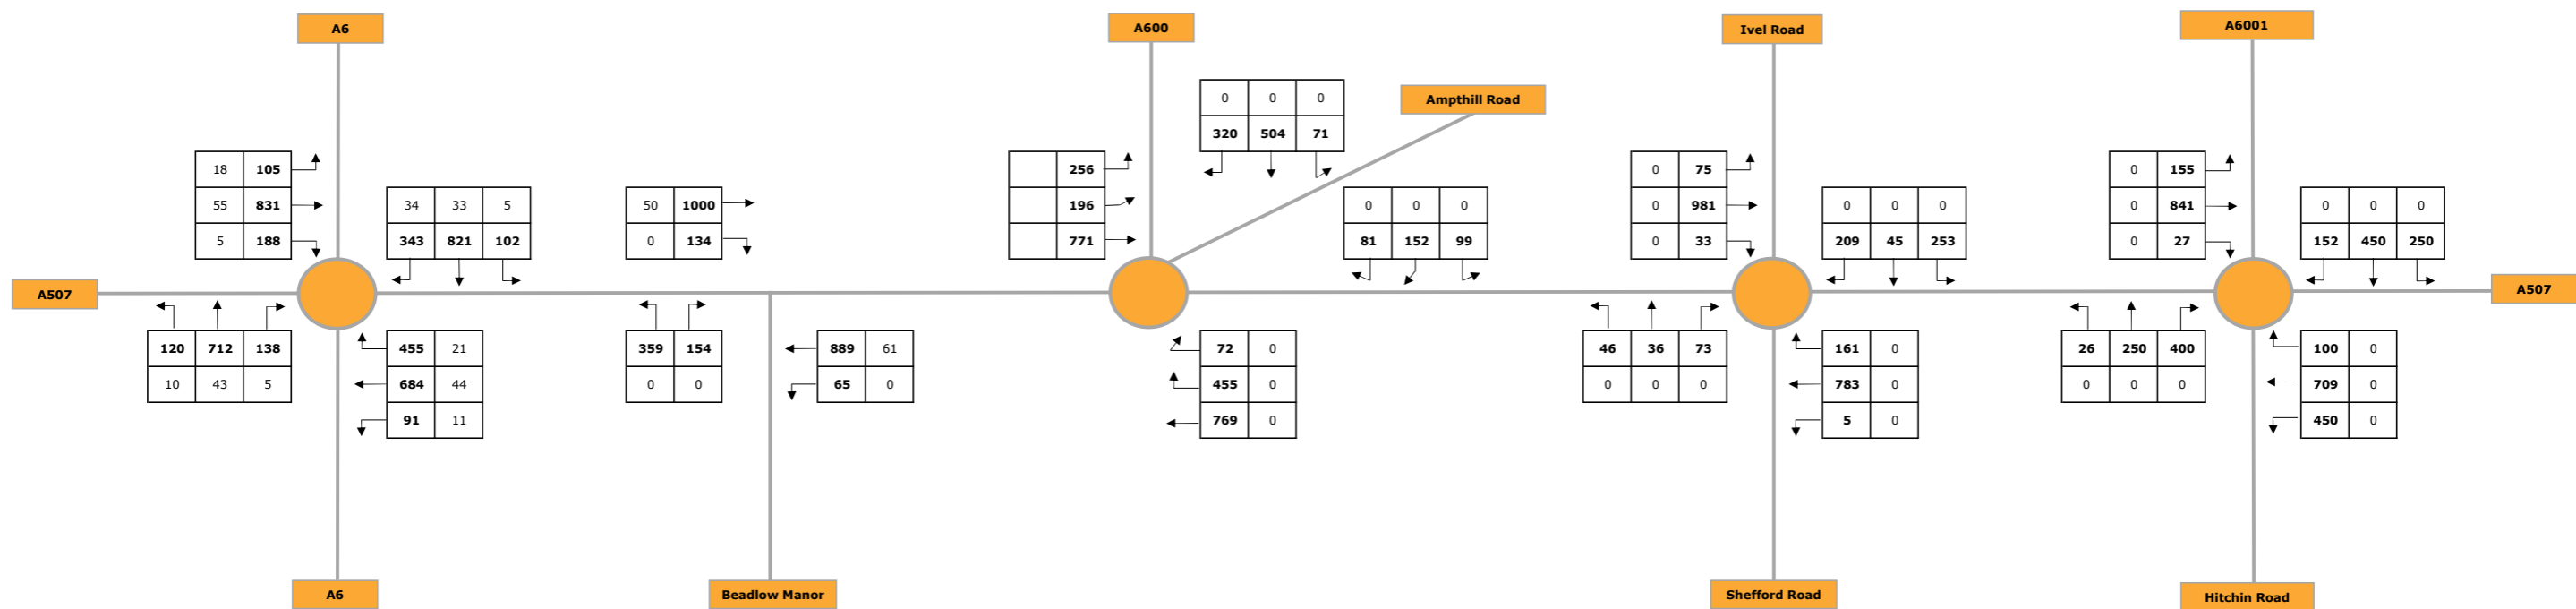 A6
A600
Ivel Road
A6001
Ampthill Road
0 0 0
320 504 71
18 105
55 831
5 188
34 33 5
343 821 102
50 1000
0 134
256
196
771
0 0 0
81 152 99
0 75
0 981
0 33
0 0 0
209 45 253
0 155
0 841
0 27
0 0 0
152 450 250
A507
A507
120 712 138
10 43 5
455 21
684 44
91 11
359 154
0 0
889 61
65 0
72 0
455 0
769 0
46 36 73
0 0 0
161 0
783 0
5 0
26 250 400
0 0 0
100 0
709 0
450 0
A6
Beadlow Manor
Shefford Road
Hitchin Road